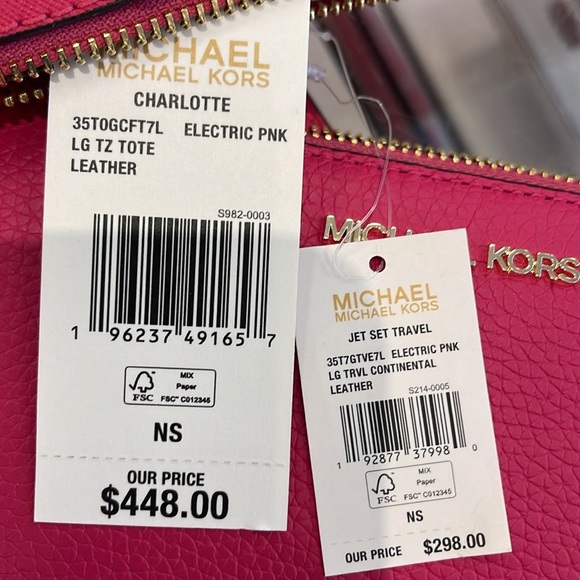 MICHAEL
MICHAEL KORS
CHARLOTTE
35T0GCFT7L ELECTRIC PNK
LG TZ TOTE
LEATHER
S982-0003
1 96237 49165 7
FSC
MIX
Paper
FSC™ C012345
NS
OUR PRICE
$448.00
MICHAEL KORS
MICHAEL
MICHAEL KORS
JET SET TRAVEL
35T7GTVE7L ELECTRIC PNK
LG TRVL CONTINENTAL
LEATHER
S214-0005
1 92877 37998 0
FSC
MIX
Paper
FSC™ C012345
NS
OUR PRICE $298.00